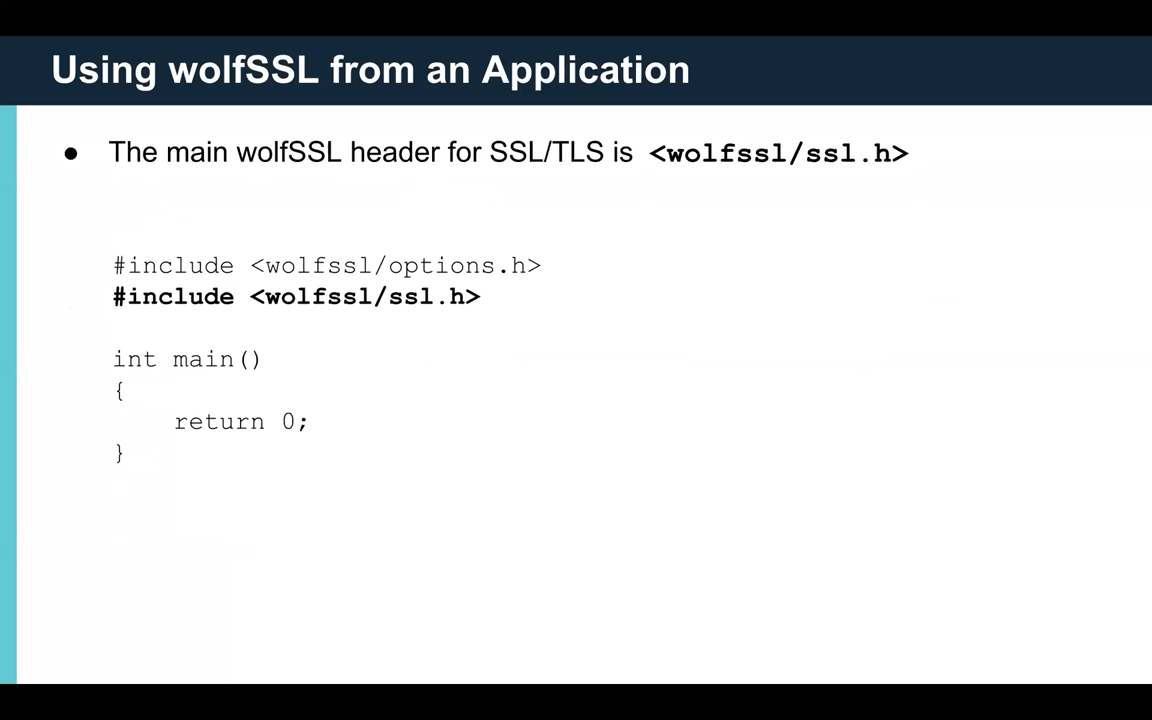 Using wolfSSL from an Application
● The main wolfSSL header for SSL/TLS is <wolfssl/ssl.h>
#include <wolfssl/options.h>
#include <wolfssl/ssl.h>
int main()
{
    return 0;
}